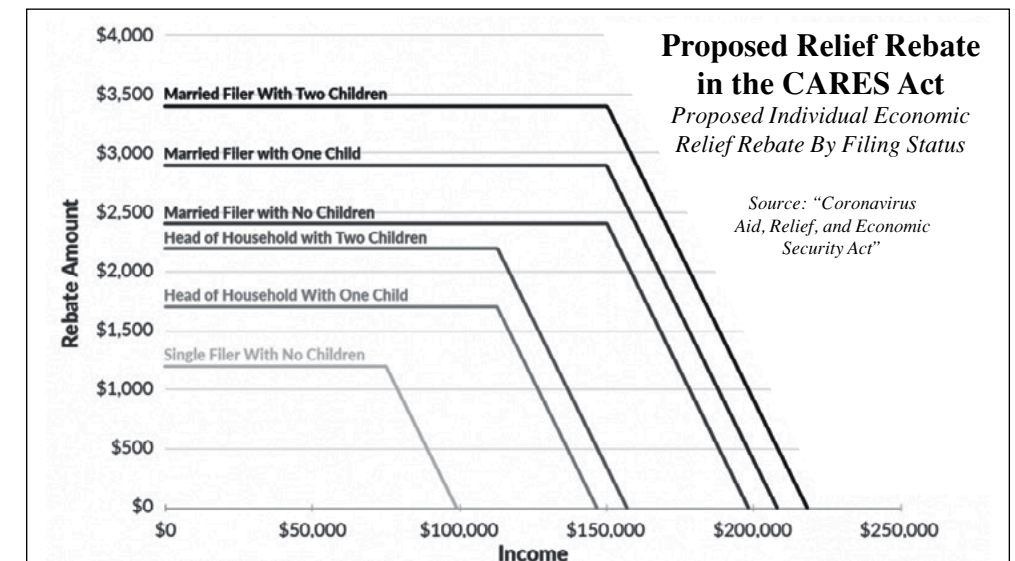 Proposed Relief Rebate
in the CARES Act
Proposed Individual Economic
Relief Rebate By Filing Status
Source: “Coronavirus
Aid, Relief, and Economic
Security Act”
Rebate Amount
$4,000
$3,500
$3,000
$2,500
$2,000
$1,500
$1,000
$500
$0
Married Filer With Two Children
Married Filer with One Child
Married Filer with No Children
Head of Household with Two Children
Head of Household With One Child
Single Filer With No Children
$0
$50,000
$100,000
$150,000
$200,000
$250,000
Income